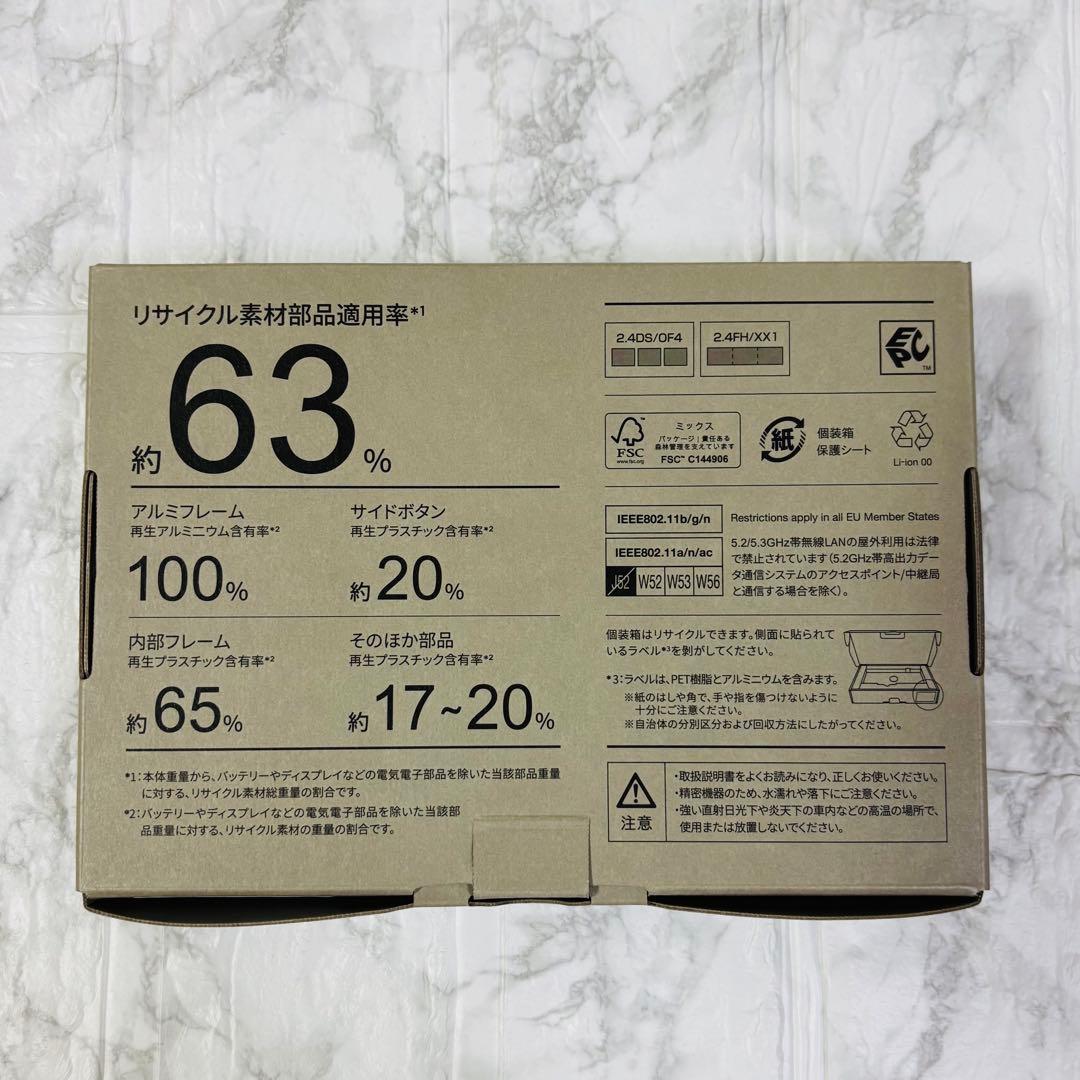 リサイクル素材部品適用率*1
約63%
アルミフレーム
再生アルミニウム含有率*2
100%
サイドボタン
再生プラスチック含有率*2
約20%
内部フレーム
再生プラスチック含有率*2
約65%
そのほか部品
再生プラスチック含有率*2
約17~20%
*1:本体重量から、バッテリーやディスプレイなどの電気電子部品を除いた当該部品重量
に対する、リサイクル素材総重量の割合です。
*2:バッテリーやディスプレイなどの電気電子部品を除いた当該部
品重量に対する、リサイクル素材の重量の割合です。
2.4DS/OF4
2.4FH/XX1
EPC
TM
FSC
www.fsc.org
ミックス
パッケージ|責任ある
森林管理を支えています
FSC™ C144906
紙
個装箱
保護シート
Li-ion 00
IEEE802.11b/g/n
Restrictions apply in all EU Member States
IEEE802.11a/n/ac
J52 W52 W53 W56
5.2/5.3GHz帯無線LANの屋外利用は法律
で禁止されています(5.2GHz帯高出力デー
タ通信システムのアクセスポイント/中継局
と通信する場合を除く)。
個装箱はリサイクルできます。側面に貼られて
いるラベル*3を剥がしてください。
*3:ラベルは、PET樹脂とアルミニウムを含みます。
※紙のはしや角で、手や指を傷つけないように
十分にご注意ください。
※自治体の分別区分および回収方法にしたがってください。
注意
・取扱説明書をよくお読みになり、正しくお使いください。
・精密機器のため、水濡れや落下にご注意ください。
・強い直射日光下や炎天下の車内などの高温の場所で、
使用または放置しないでください。